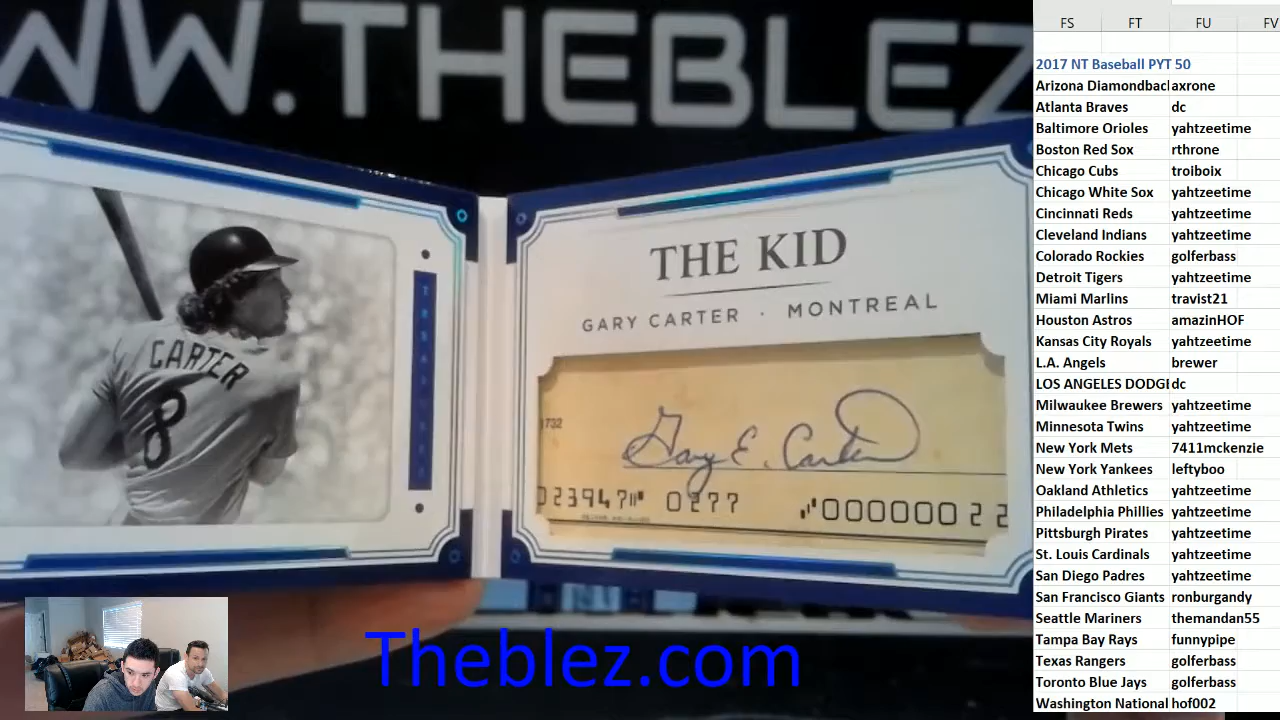 WW.THEBLEZ
CARTER
8
TREASURES
THE KID
GARY CARTER · MONTREAL
1732
Gary E. Carter
023947 0277 000000022
Theblez.com
FS FT FU FV
2017 NT Baseball PYT 50
Arizona Diamondbac axrone
Atlanta Braves dc
Baltimore Orioles yahtzeetime
Boston Red Sox rthrone
Chicago Cubs troiboix
Chicago White Sox yahtzeetime
Cincinnati Reds yahtzeetime
Cleveland Indians yahtzeetime
Colorado Rockies golferbass
Detroit Tigers yahtzeetime
Miami Marlins travist21
Houston Astros amazinHOF
Kansas City Royals yahtzeetime
L.A. Angels brewer
LOS ANGELES DODGE dc
Milwaukee Brewers yahtzeetime
Minnesota Twins yahtzeetime
New York Mets 7411mckenzie
New York Yankees leftyboo
Oakland Athletics yahtzeetime
Philadelphia Phillies yahtzeetime
Pittsburgh Pirates yahtzeetime
St. Louis Cardinals yahtzeetime
San Diego Padres yahtzeetime
San Francisco Giants ronburgandy
Seattle Mariners themandan55
Tampa Bay Rays funnypipe
Texas Rangers golferbass
Toronto Blue Jays golferbass
Washington National hof002